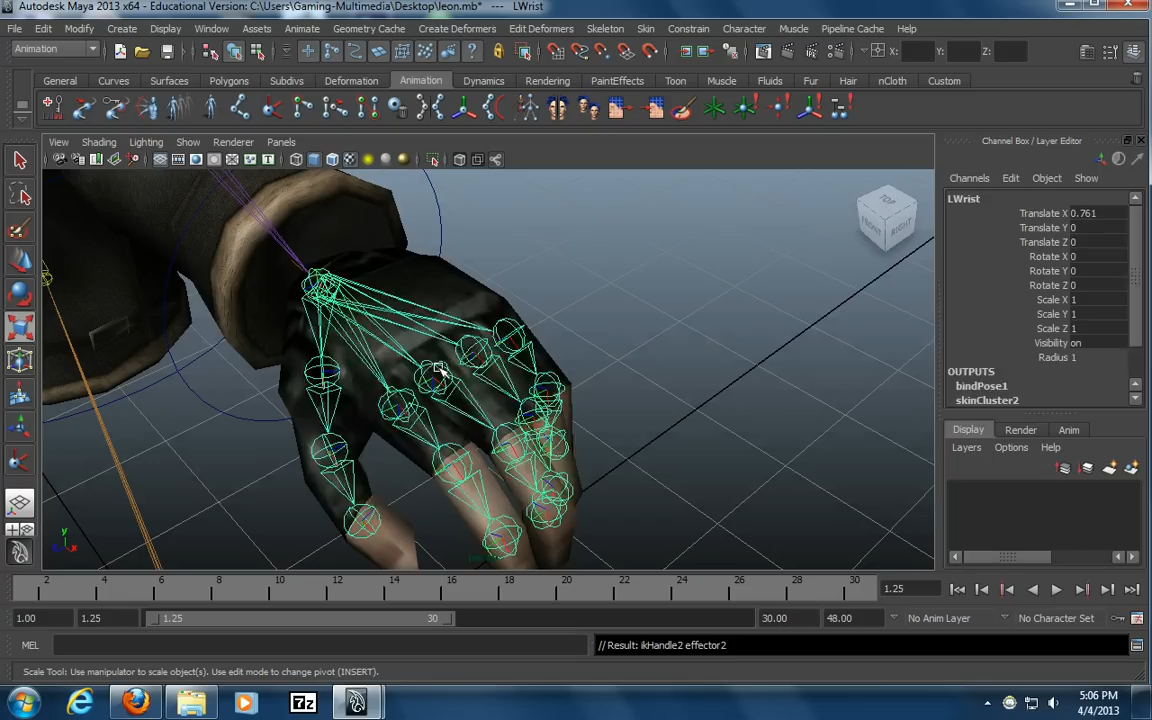 Autodesk Maya 2013 x64 - Educational Version: C:\Users\Gaming-Multimedia\Desktop\leon.mb* --- LWrist
File Edit Modify Create Display Window Assets Animate Geometry Cache Create Deformers Edit Deformers Skeleton Skin Constrain Character Muscle Pipeline Cache Help
Animation X: Y: Z:
General Curves Surfaces Polygons Subdivs Deformation Animation Dynamics Rendering PaintEffects Toon Muscle Fluids Fur Hair nCloth Custom
View Shading Lighting Show Renderer Panels
Channel Box / Layer Editor
Channels Edit Object Show
LWrist
Translate X 0.761
Translate Y 0
Translate Z 0
Rotate X 0
Rotate Y 0
Rotate Z 0
Scale X 1
Scale Y 1
Scale Z 1
Visibility on
Radius 1
OUTPUTS
bindPose1
skinCluster2
TOP
FRONT RIGHT
Display Render Anim
Layers Options Help
y
z x
2 4 6 8 10 11 12 13 14 16 18 20 22 24 26 28 30 1.25
1.00 1.25 1.25 30 30.00 48.00 No Anim Layer No Character Set
MEL // Result: ikHandle2 effector2
Scale Tool: Use manipulator to scale object(s). Use edit mode to change pivot (INSERT).
7z
5:06 PM
4/4/2013